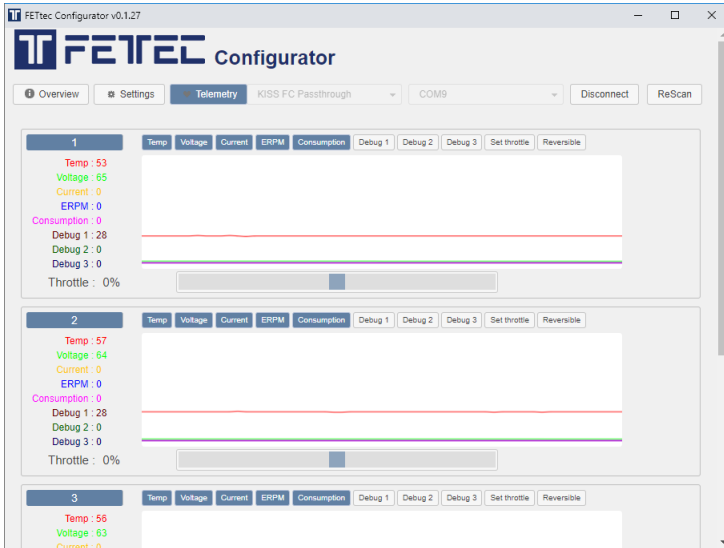 FETtec Configurator v0.1.27
FETTEC Configurator
Overview Settings Telemetry KISS FC Passthrough COM9 Disconnect ReScan
1 Temp Voltage Current ERPM Consumption Debug 1 Debug 2 Debug 3 Set throttle Reversible
Temp : 53
Voltage : 65
Current : 0
ERPM : 0
Consumption : 0
Debug 1 : 28
Debug 2 : 0
Debug 3 : 0
Throttle : 0%
2 Temp Voltage Current ERPM Consumption Debug 1 Debug 2 Debug 3 Set throttle Reversible
Temp : 57
Voltage : 64
Current : 0
ERPM : 0
Consumption : 0
Debug 1 : 28
Debug 2 : 0
Debug 3 : 0
Throttle : 0%
3 Temp Voltage Current ERPM Consumption Debug 1 Debug 2 Debug 3 Set throttle Reversible
Temp : 56
Voltage : 63
Current : 0